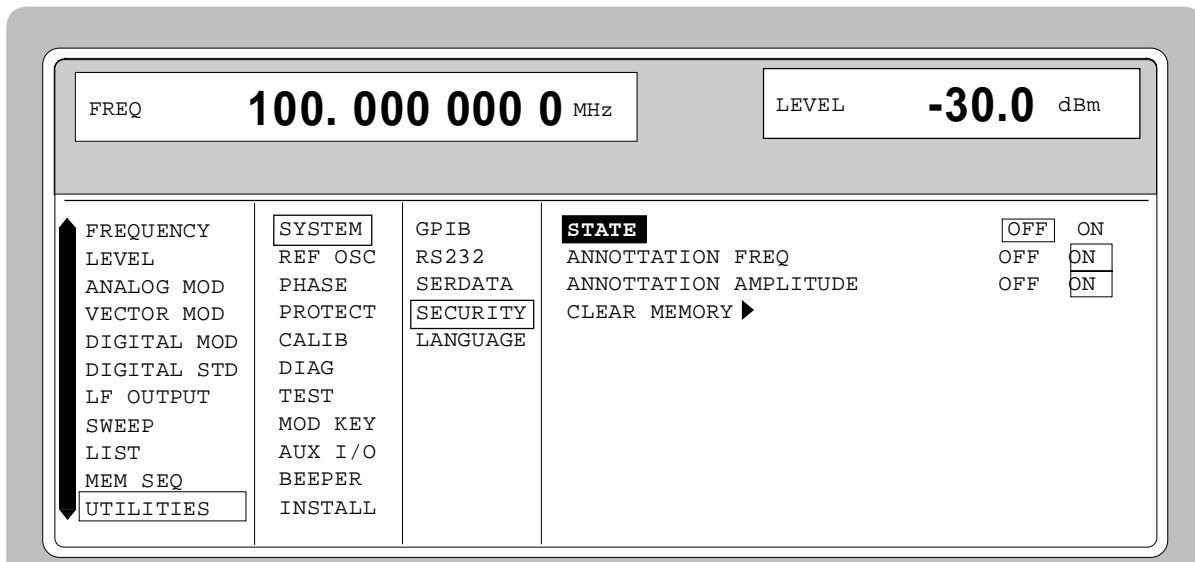 FREQ 100. 000 000 0 MHz
LEVEL -30.0 dBm
FREQUENCY
LEVEL
ANALOG MOD
VECTOR MOD
DIGITAL MOD
DIGITAL STD
LF OUTPUT
SWEEP
LIST
MEM SEQ
UTILITIES
SYSTEM
REF OSC
PHASE
PROTECT
CALIB
DIAG
TEST
MOD KEY
AUX I/O
BEEPER
INSTALL
GPIB
RS232
SERDATA
SECURITY
LANGUAGE
STATE OFF ON
ANNOTTATION FREQ OFF ON
ANNOTTATION AMPLITUDE OFF ON
CLEAR MEMORY